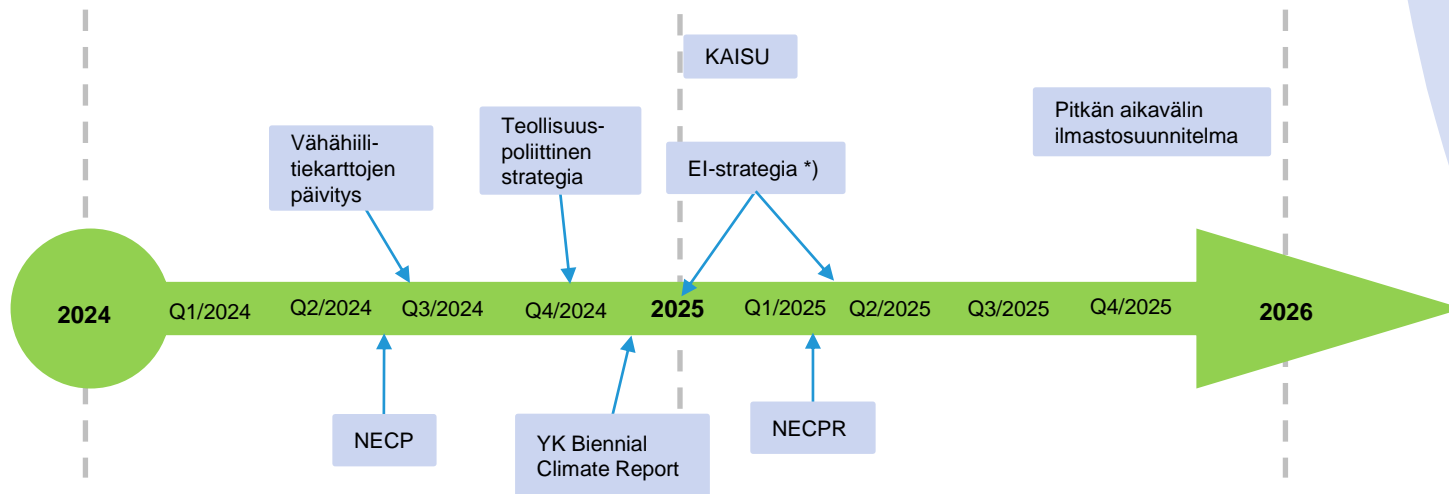 KAISU
Pitkän aikavälin
ilmastosuunnitelma
Teollisuus-
poliittinen
strategia
Vähähiili-
tiekarttojen
päivitys
EI-strategia *)
2024
Q1/2024
Q2/2024
Q3/2024
Q4/2024
2025
Q1/2025
Q2/2025
Q3/2025
Q4/2025
2026
NECP
YK Biennial
Climate Report
NECPR